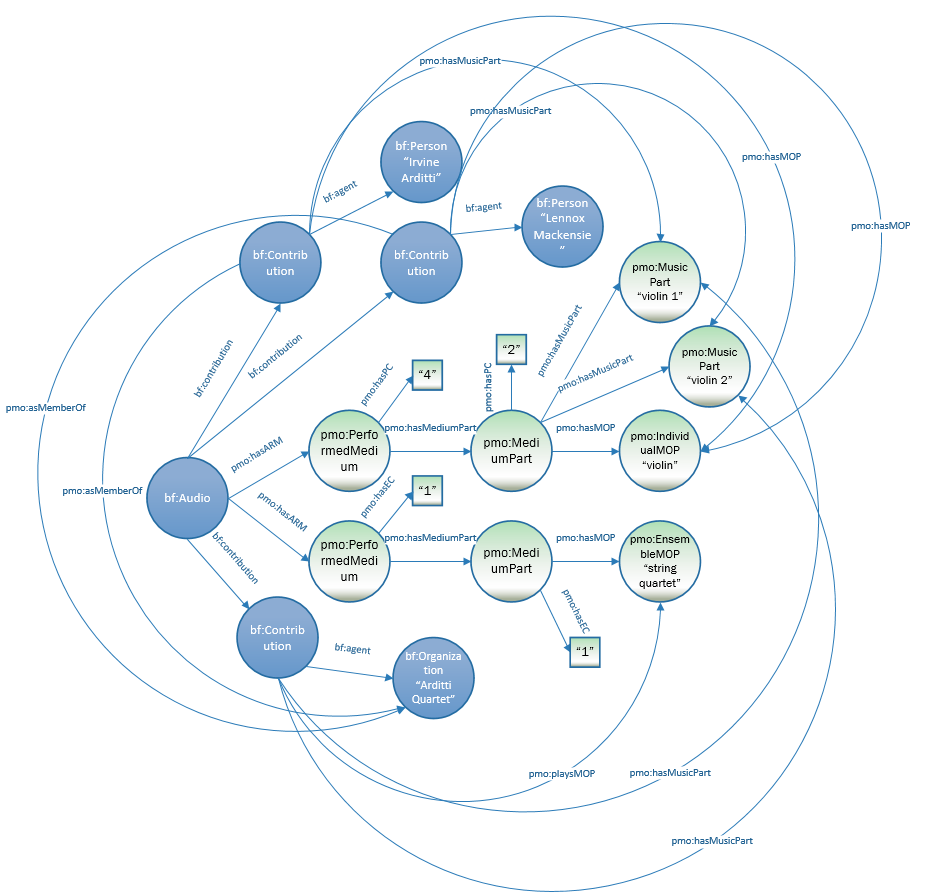 pmo:hasMusicPart
pmo:hasMusicPart
bf:Person
“Irvine
Arditti”
pmo:hasMOP
bf:agent
bf:agent
bf:Person
“Lennox
Mackensie
”
pmo:hasMOP
bf:Contrib
ution
bf:Contrib
ution
pmo:Music
Part
“violin 1”
pmo:hasMusicPart
bf:contribution
bf:contribution
“2”
pmo:Music
Part
“violin 2”
pmo:hasPC
“4”
pmo:hasPC
pmo:hasMusicPart
pmo:asMemberOf
pmo:hasARM
pmo:Perfo
rmedMedi
um
pmo:hasMediumPart
pmo:Med
iumPart
pmo:hasMOP
pmo:Individ
ualMOP
“violin”
pmo:asMemberOf
bf:Audio
pmo:hasARM
pmo:hasEC
“1”
bf:contribution
pmo:Perfo
rmedMedi
um
pmo:hasMediumPart
pmo:Med
iumPart
pmo:hasMOP
pmo:Ensem
bleMOP
“string
quartet”
pmo:hasEC
“1”
bf:Contrib
ution
bf:agent
bf:Organiza
tion
“Arditti
Quartet”
pmo:playsMOP
pmo:hasMusicPart
pmo:hasMusicPart